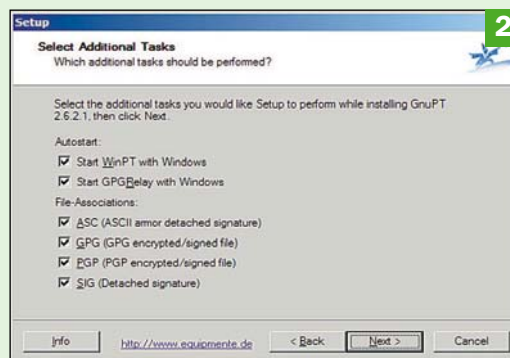 Setup
2
Select Additional Tasks
Which additional tasks should be performed?
Select the additional tasks you would like Setup to perform while installing GnuPT
2.6.2.1, then click Next.
Autostart:
Start WinPT with Windows
Start GPGRelay with Windows
File-Associations:
ASC (ASCII armor detached signature)
GPG (GPG encrypted/signed file)
PGP (PGP encrypted/signed file)
SIG (Detached signature)
Info
http://www.equipmente.de
< Back
Next >
Cancel